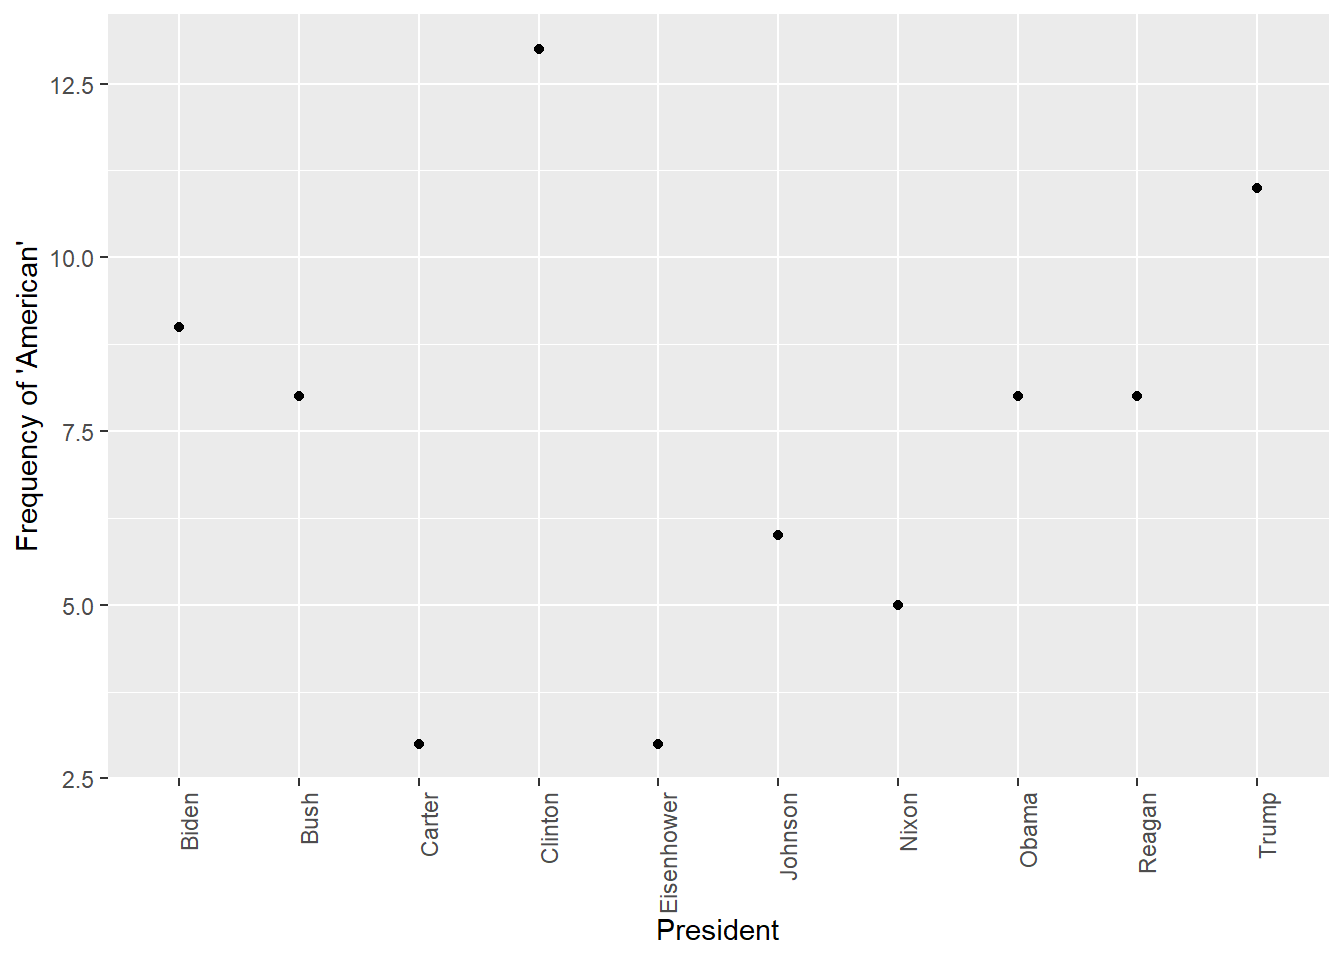 Frequency of 'American'
12.5
10.0
7.5
5.0
2.5
Biden
Bush
Carter
Clinton
Eisenhower
Johnson
Nixon
Obama
Reagan
Trump
President